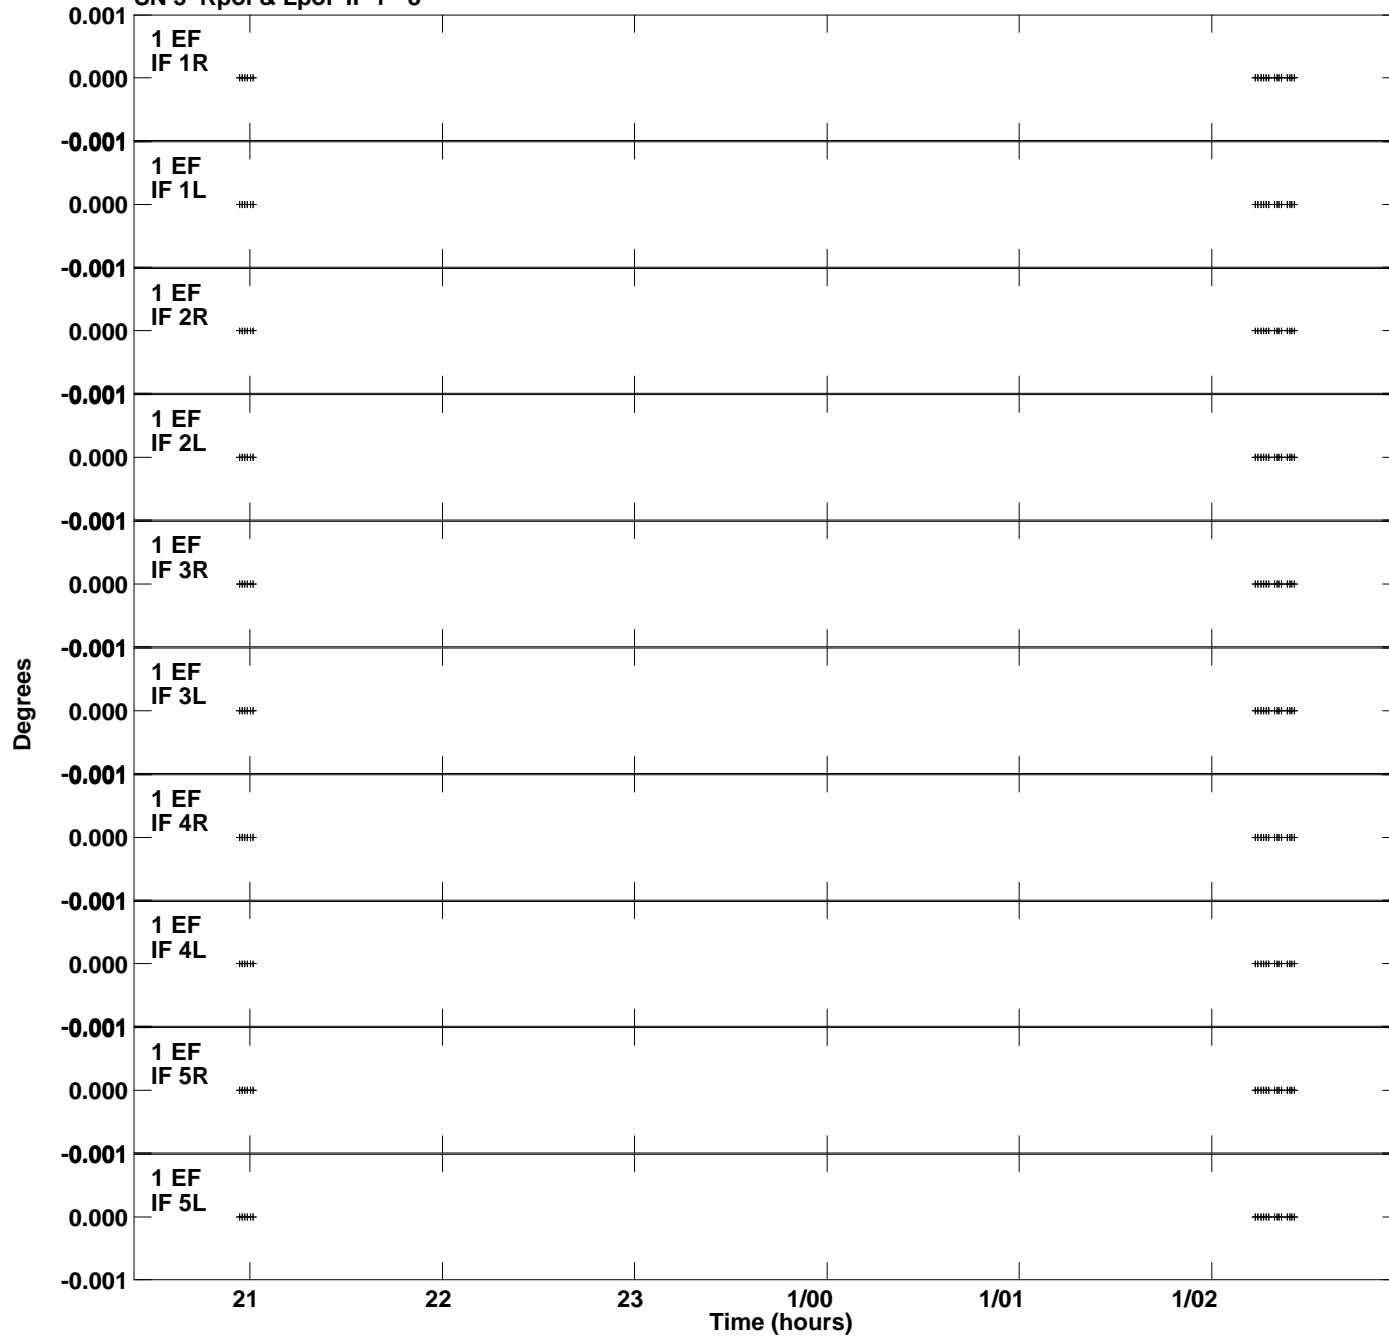 0.001
1 EF
IF 1R
0.000
-0.001
1 EF
IF 1L
0.000
-0.001
1 EF
IF 2R
0.000
-0.001
1 EF
IF 2L
0.000
-0.001
1 EF
IF 3R
0.000
-0.001
1 EF
IF 3L
0.000
-0.001
1 EF
IF 4R
0.000
-0.001
1 EF
IF 4L
0.000
-0.001
1 EF
IF 5R
0.000
-0.001
1 EF
IF 5L
0.000
-0.001
Degrees
21 22 23 1/00 1/01 1/02
Time (hours)